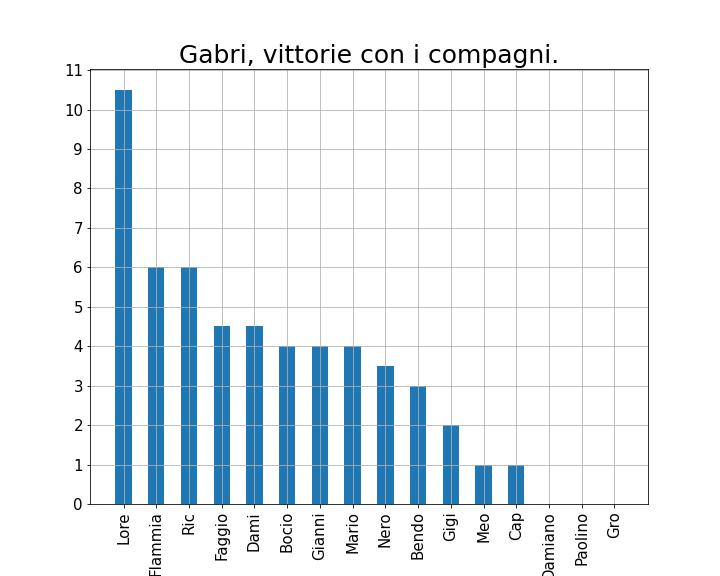 Gabri, vittorie con i compagni.
11
10
9
8
7
6
5
4
3
2
1
0
Lore
Flammia
Ric
Faggio
Dami
Bocio
Gianni
Mario
Nero
Bendo
Gigi
Meo
Cap
Damiano
Paolino
Gro